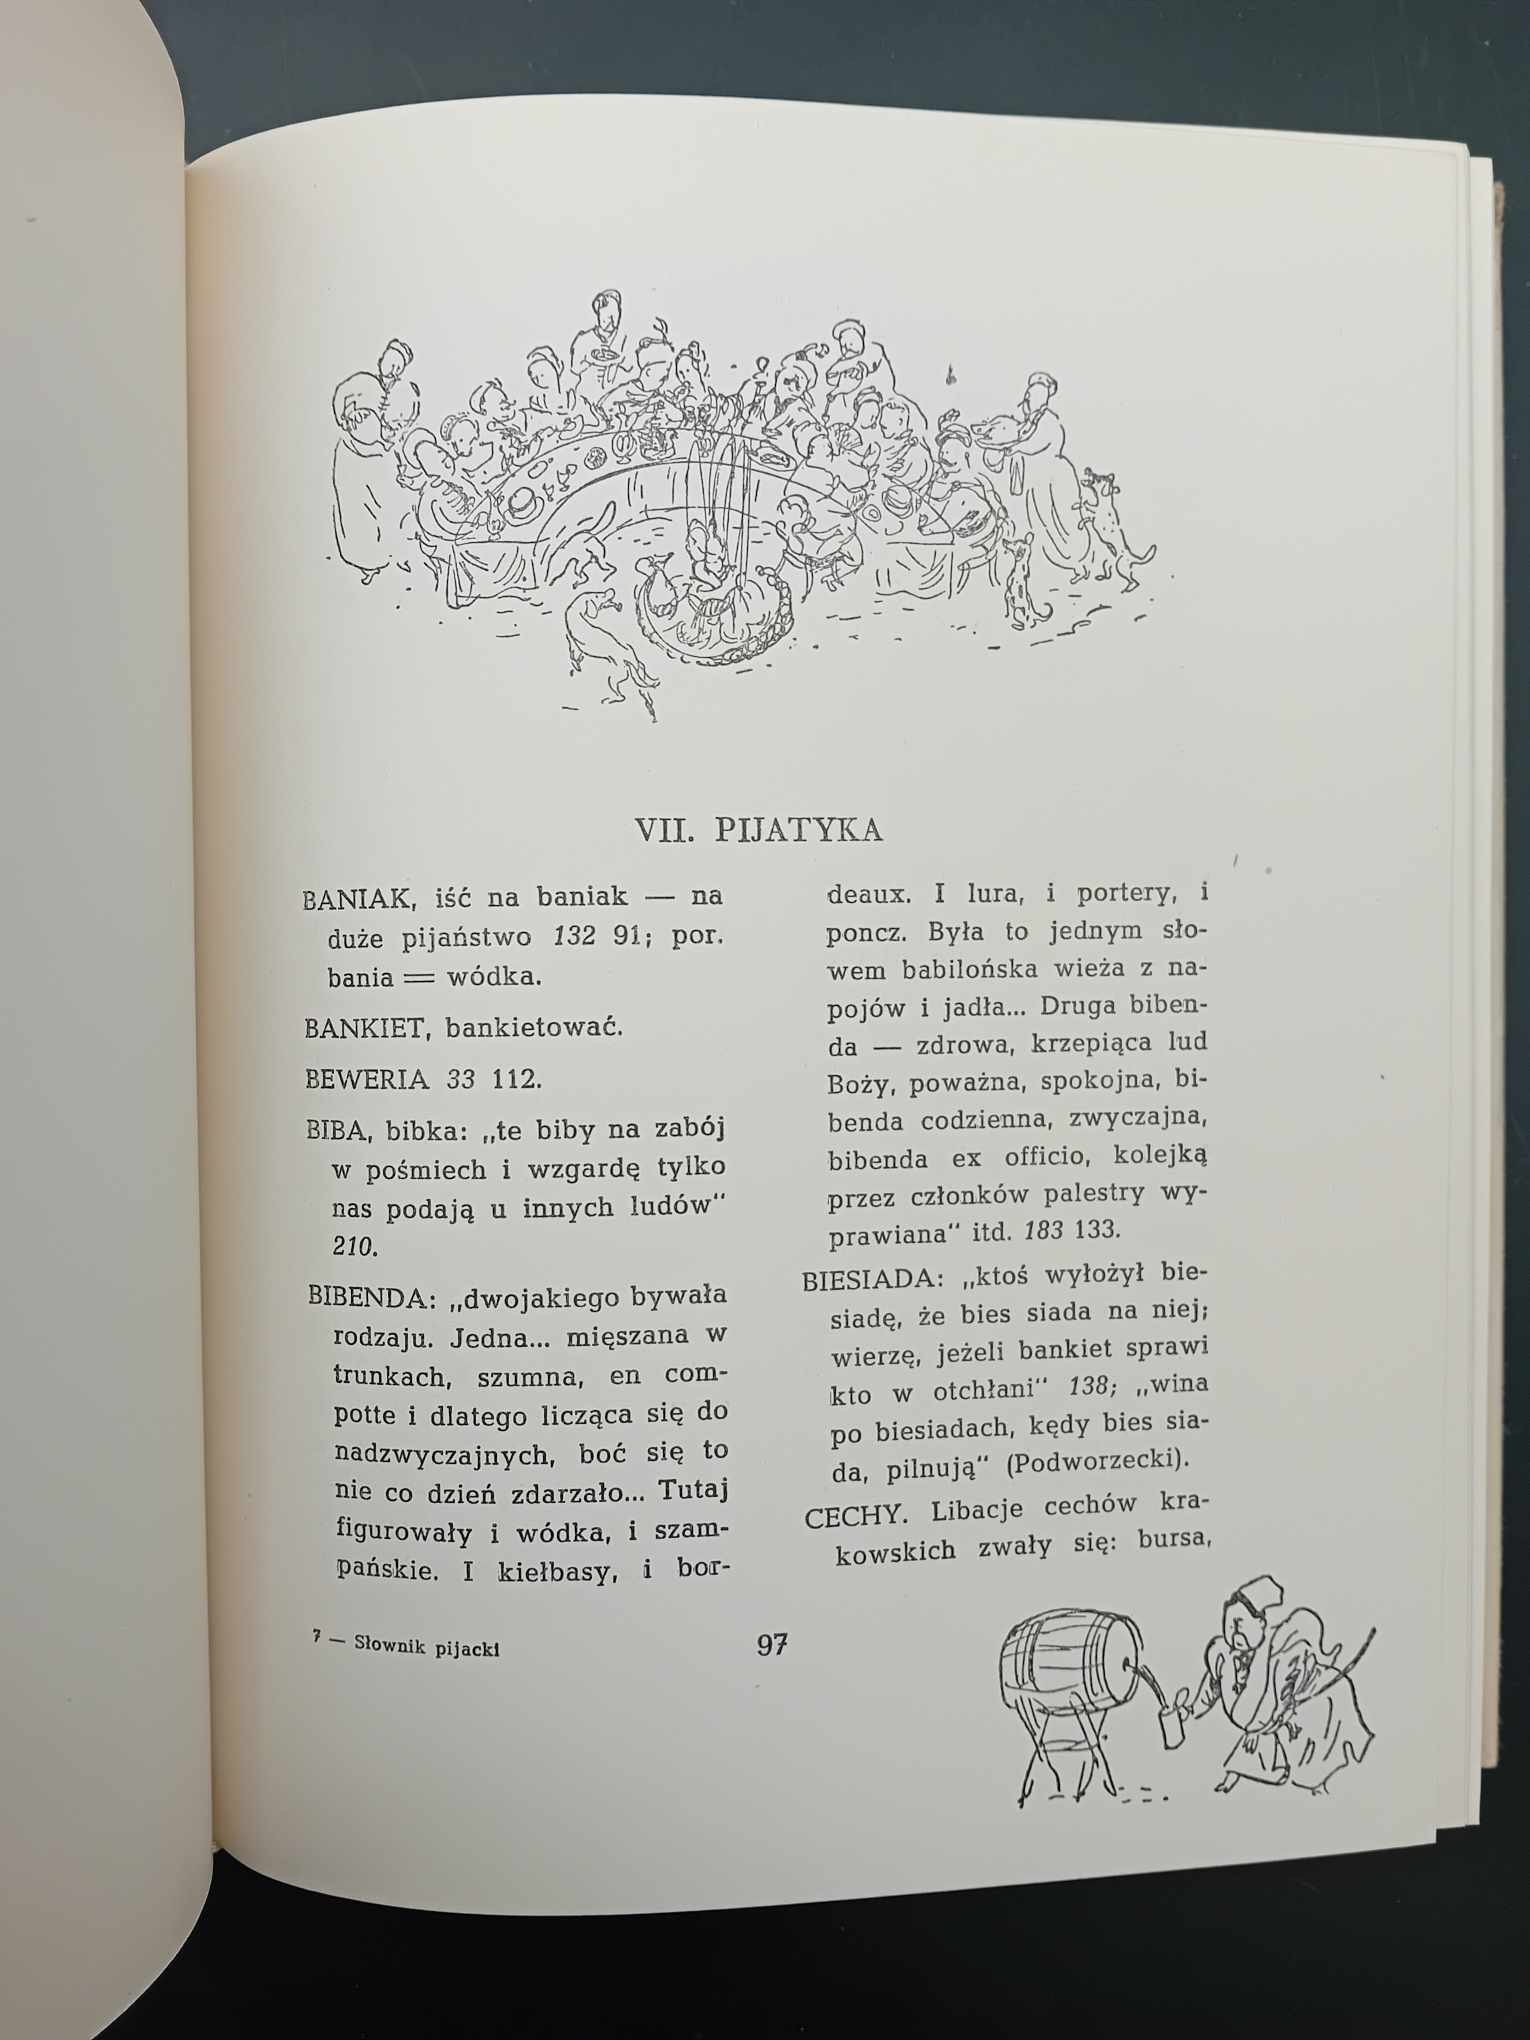 VII. PIJATYKA
BANIAK, iść na baniak — na
duże pijaństwo 132 91; por.
bania = wódka.
BANKIET, bankietować.
BEWERIA 33 112.
BIBA, bibka: „te biby na zabój
w pośmiech i wzgardę tylko
nas podają u innych ludów"
210.
BIBENDA: „dwojakiego bywała
rodzaju. Jedna... mięszana w
trunkach, szumna, en com-
potte i dlatego licząca się do
nadzwyczajnych, boć się to
nie co dzień zdarzało... Tutaj
figurowały i wódka, i szam-
pańskie. I kiełbasy, i bor-
deaux. I lura, i portery, i
poncz. Była to jednym sło-
wem babilońska wieża z na-
pojów i jadła... Druga biben-
da — zdrowa, krzepiąca lud
Boży, poważna, spokojna, bi-
benda codzienna, zwyczajna,
bibenda ex officio, kolejką
przez członków palestry wy-
prawiana" itd. 183 133.
BIESIADA: „ktoś wyłożył bie-
siadę, że bies siada na niej;
wierzę, jeżeli bankiet sprawi
kto w otchłani" 138; „wina
po biesiadach, kędy bies sia-
da, pilnują" (Podworzecki).
CECHY. Libacje cechów kra-
kowskich zwały się: bursa,
7 — Słownik pijacki
97